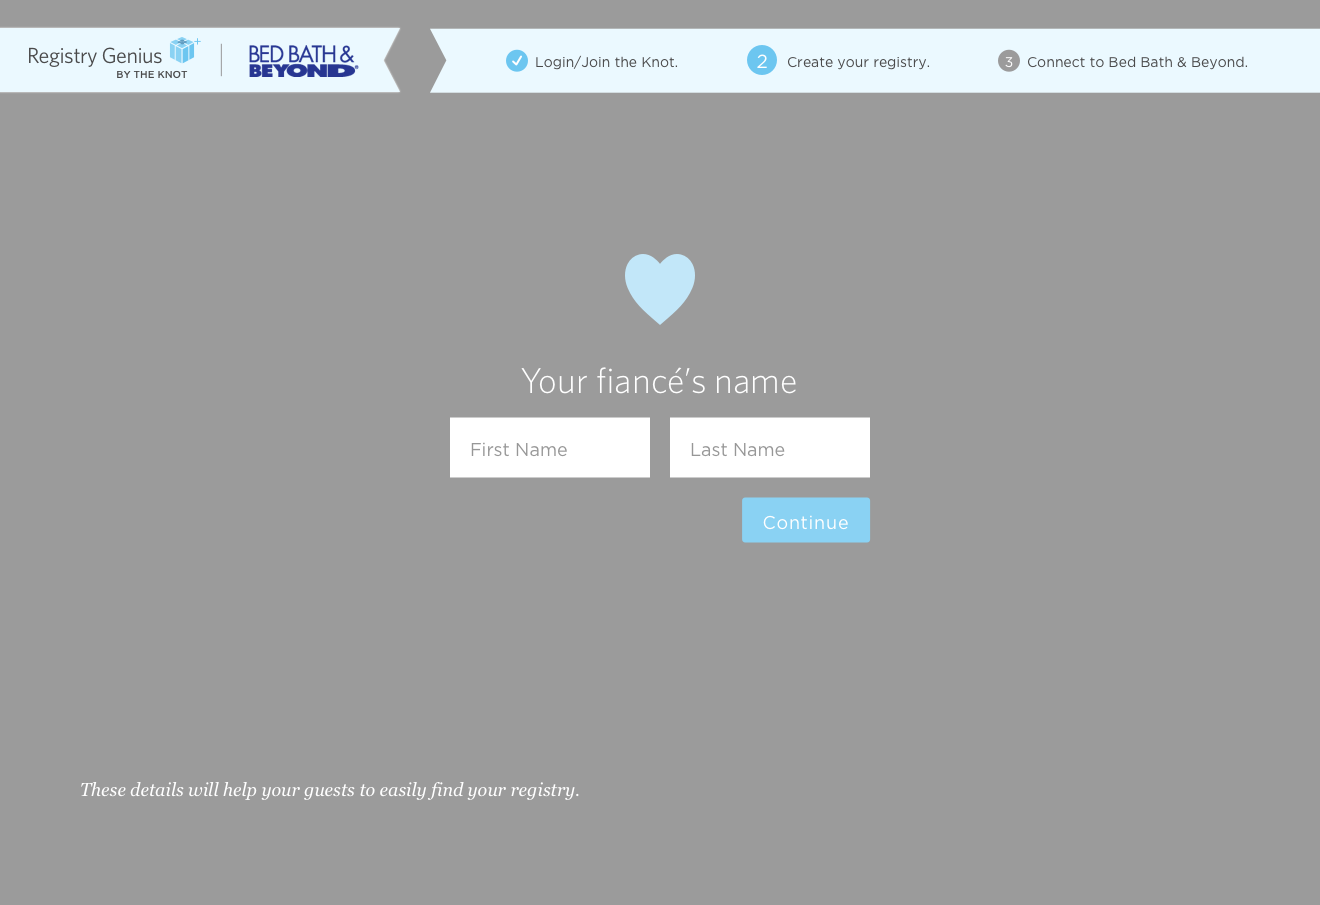 Registry Genius
BY THE KNOT
BED BATH &
BEYOND®
Login/Join the Knot.
2 Create your registry.
3 Connect to Bed Bath & Beyond.
Your fiancé's name
First Name
Last Name
Continue
These details will help your guests to easily find your registry.